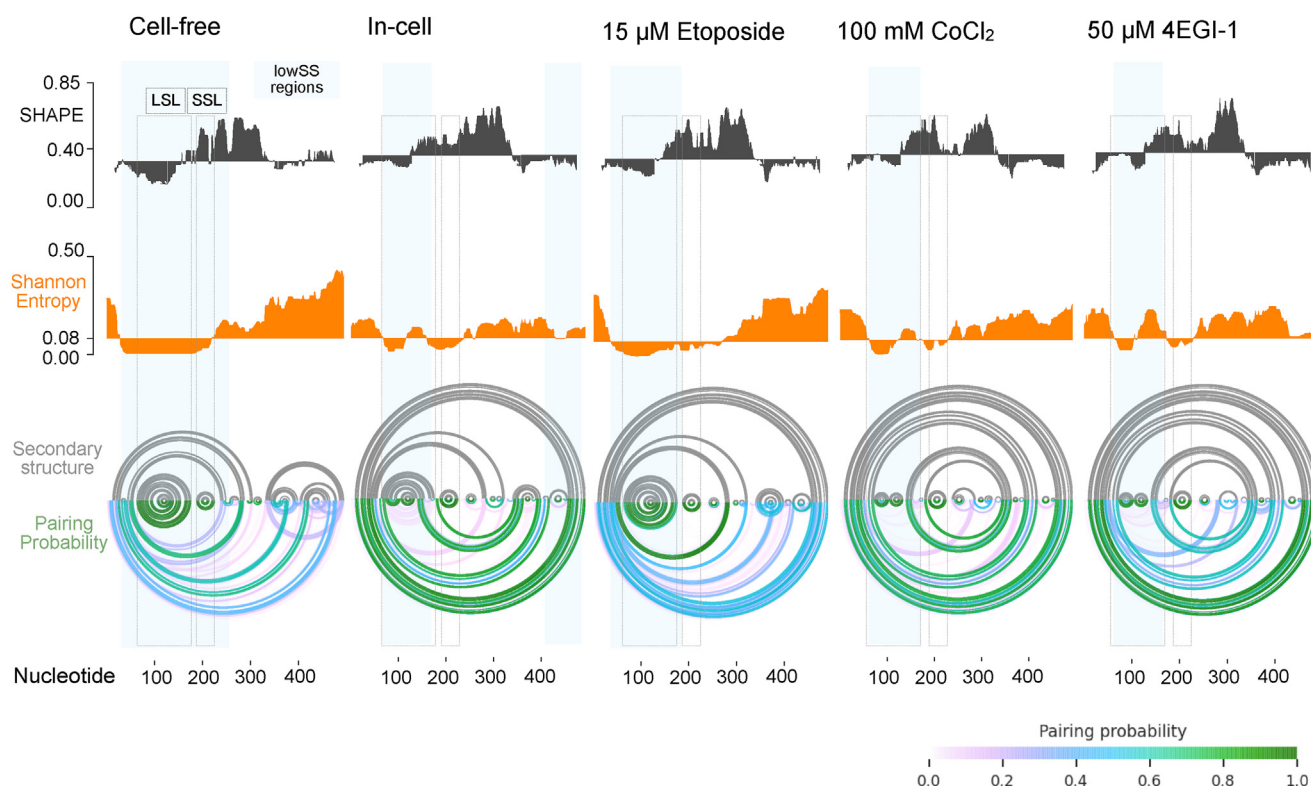 Cell-free In-cell 15 µM Etoposide 100 mM CoCl₂ 50 µM 4EGI-1
lowSS
regions
LSL SSL
0.85
SHAPE
0.40
0.00
0.50
Shannon
Entropy
0.08
0.00
Secondary
structure
Pairing
Probability
Nucleotide 100 200 300 400 100 200 300 400 100 200 300 400 100 200 300 400 100 200 300 400
Pairing probability
0.0 0.2 0.4 0.6 0.8 1.0